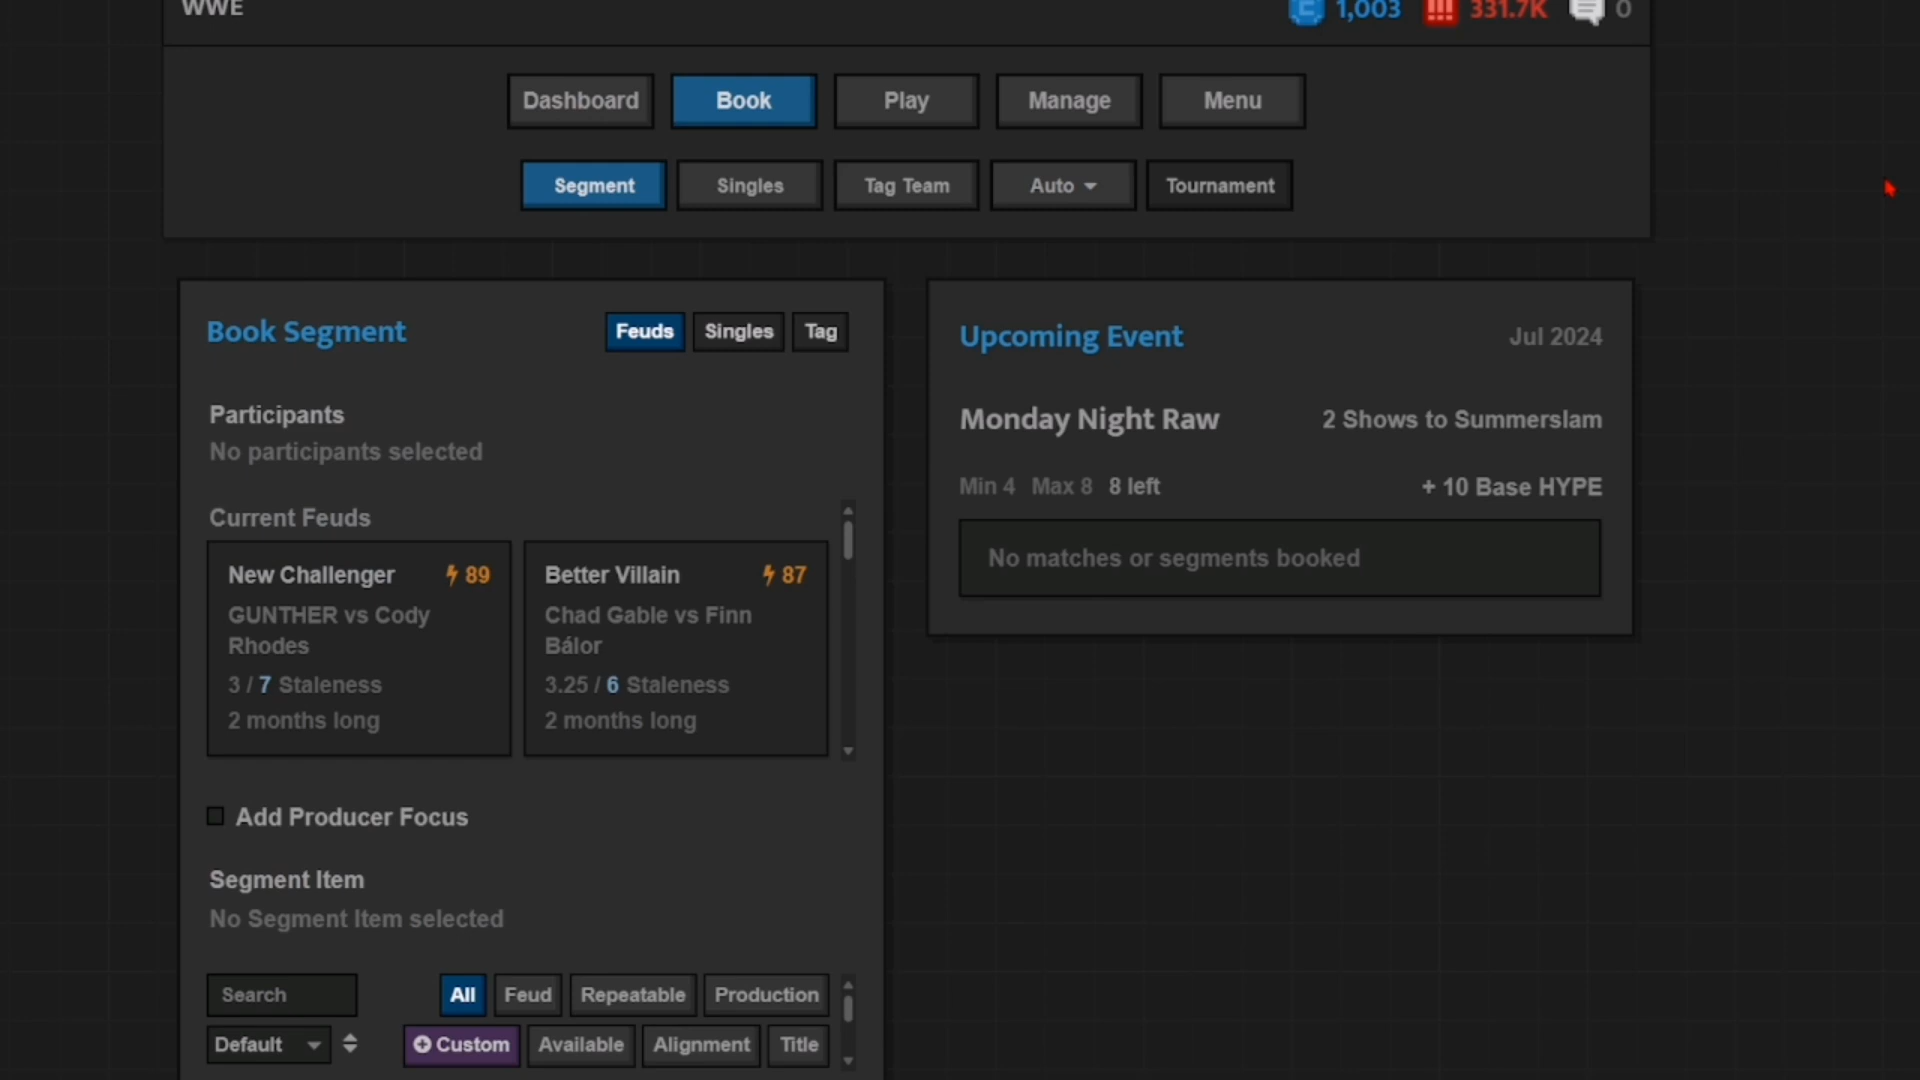 WWE
1,003 331.7K 0
Dashboard Book Play Manage Menu
Segment Singles Tag Team Auto Tournament
Book Segment
Feuds Singles Tag
Participants
No participants selected
Current Feuds
New Challenger 89
GUNTHER vs Cody
Rhodes
3 / 7 Staleness
2 months long
Better Villain 87
Chad Gable vs Finn
Bálor
3.25 / 6 Staleness
2 months long
Add Producer Focus
Segment Item
No Segment Item selected
Search
All Feud Repeatable Production
Default
Custom Available Alignment Title
Upcoming Event Jul 2024
Monday Night Raw 2 Shows to Summerslam
Min 4 Max 8 8 left + 10 Base HYPE
No matches or segments booked